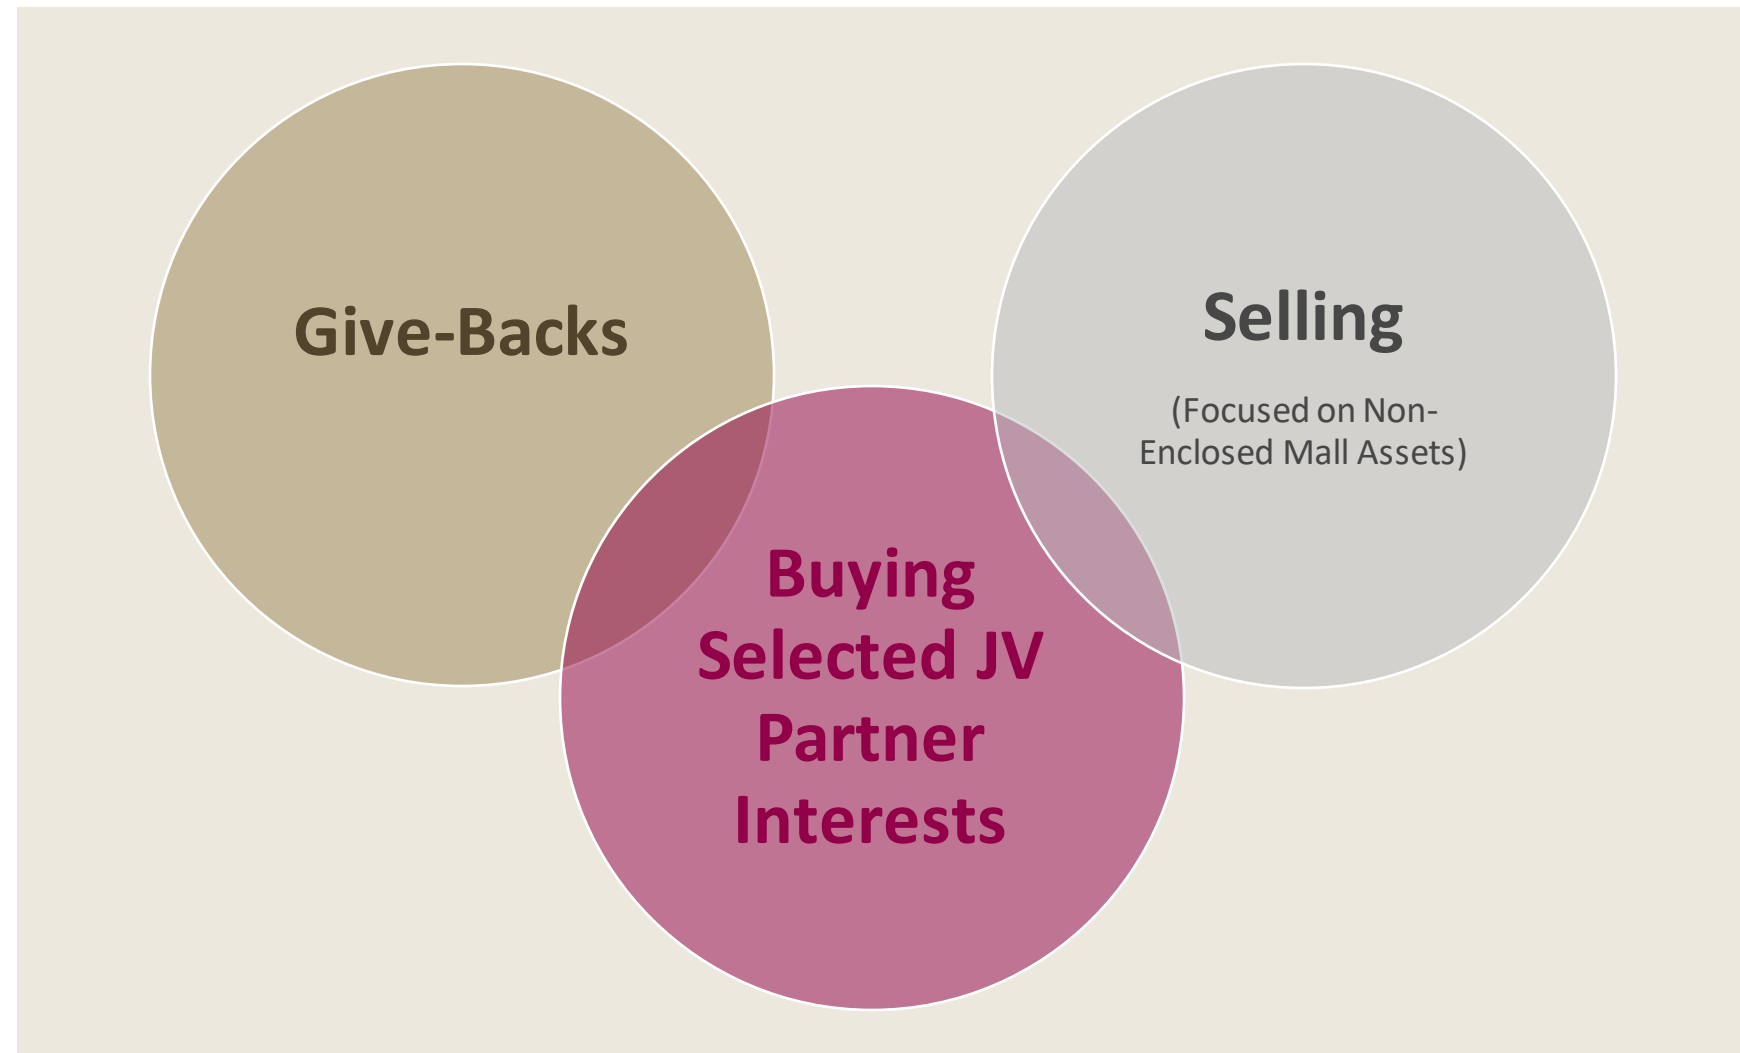 Give-Backs
Selling
(Focused on Non-
Enclosed Mall Assets)
Buying
Selected JV
Partner
Interests